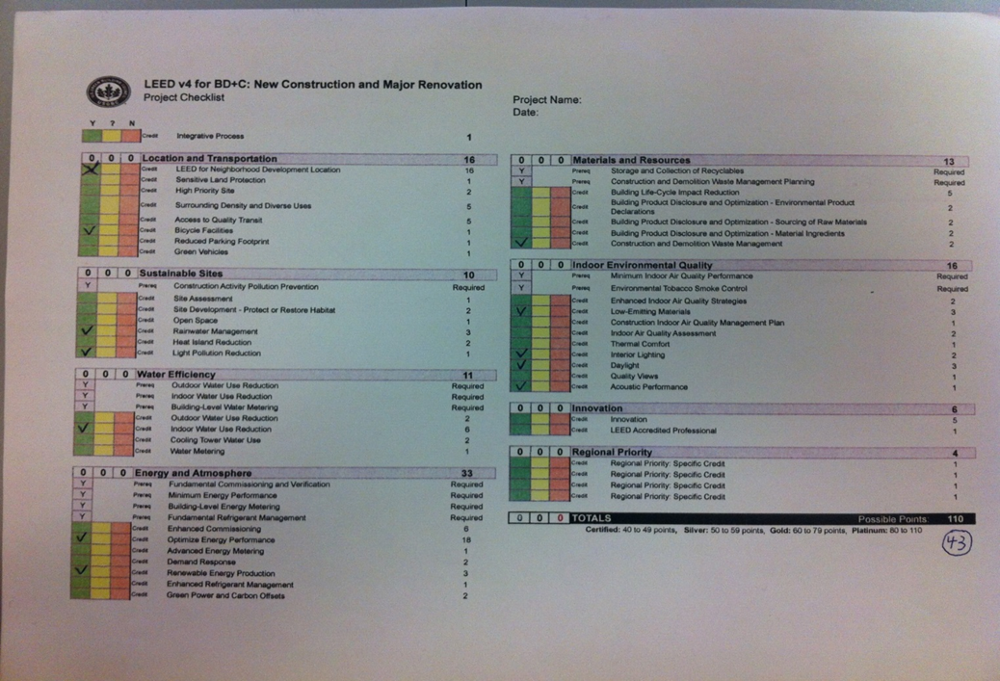 LEED v4 for BD+C: New Construction and Major Renovation
Project Checklist
Project Name:
Date:
Y ? N
Credit Integrative Process 1
0 0 0 Location and Transportation 16
Credit LEED for Neighborhood Development Location 16
Credit Sensitive Land Protection 1
Credit High Priority Site 2
Credit Surrounding Density and Diverse Uses 5
Credit Access to Quality Transit 5
Credit Bicycle Facilities 1
Credit Reduced Parking Footprint 1
Credit Green Vehicles 1
0 0 0 Sustainable Sites 10
Y Prereq Construction Activity Pollution Prevention Required
Credit Site Assessment 1
Credit Site Development - Protect or Restore Habitat 2
Credit Open Space 1
Credit Rainwater Management 3
Credit Heat Island Reduction 2
Credit Light Pollution Reduction 1
0 0 0 Water Efficiency 11
Y Prereq Outdoor Water Use Reduction Required
Y Prereq Indoor Water Use Reduction Required
Y Prereq Building-Level Water Metering Required
Credit Outdoor Water Use Reduction 2
Credit Indoor Water Use Reduction 6
Credit Cooling Tower Water Use 2
Credit Water Metering 1
0 0 0 Energy and Atmosphere 33
Y Prereq Fundamental Commissioning and Verification Required
Y Prereq Minimum Energy Performance Required
Y Prereq Building-Level Energy Metering Required
Y Prereq Fundamental Refrigerant Management Required
Credit Enhanced Commissioning 6
Credit Optimize Energy Performance 18
Credit Advanced Energy Metering 1
Credit Demand Response 2
Credit Renewable Energy Production 3
Credit Enhanced Refrigerant Management 1
Credit Green Power and Carbon Offsets 2
0 0 0 Materials and Resources 13
Y Prereq Storage and Collection of Recyclables Required
Y Prereq Construction and Demolition Waste Management Planning Required
Credit Building Life-Cycle Impact Reduction 5
Credit Building Product Disclosure and Optimization - Environmental Product
Declarations 2
Credit Building Product Disclosure and Optimization - Sourcing of Raw Materials 2
Credit Building Product Disclosure and Optimization - Material Ingredients 2
Credit Construction and Demolition Waste Management 2
0 0 0 Indoor Environmental Quality 16
Y Prereq Minimum Indoor Air Quality Performance Required
Y Prereq Environmental Tobacco Smoke Control Required
Credit Enhanced Indoor Air Quality Strategies 2
Credit Low-Emitting Materials 3
Credit Construction Indoor Air Quality Management Plan 1
Credit Indoor Air Quality Assessment 2
Credit Thermal Comfort 1
Credit Interior Lighting 2
Credit Daylight 3
Credit Quality Views 1
Credit Acoustic Performance 1
0 0 0 Innovation 6
Credit Innovation 5
Credit LEED Accredited Professional 1
0 0 0 Regional Priority 4
Credit Regional Priority: Specific Credit 1
Credit Regional Priority: Specific Credit 1
Credit Regional Priority: Specific Credit 1
Credit Regional Priority: Specific Credit 1
0 0 0 TOTALS Possible Points: 110
Certified: 40 to 49 points, Silver: 50 to 59 points, Gold: 60 to 79 points, Platinum: 80 to 110
43